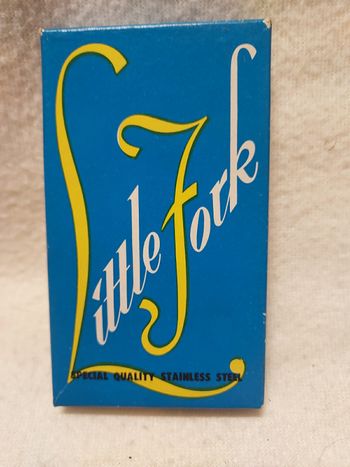 Little Fork
SPECIAL QUALITY STAINLESS STEEL